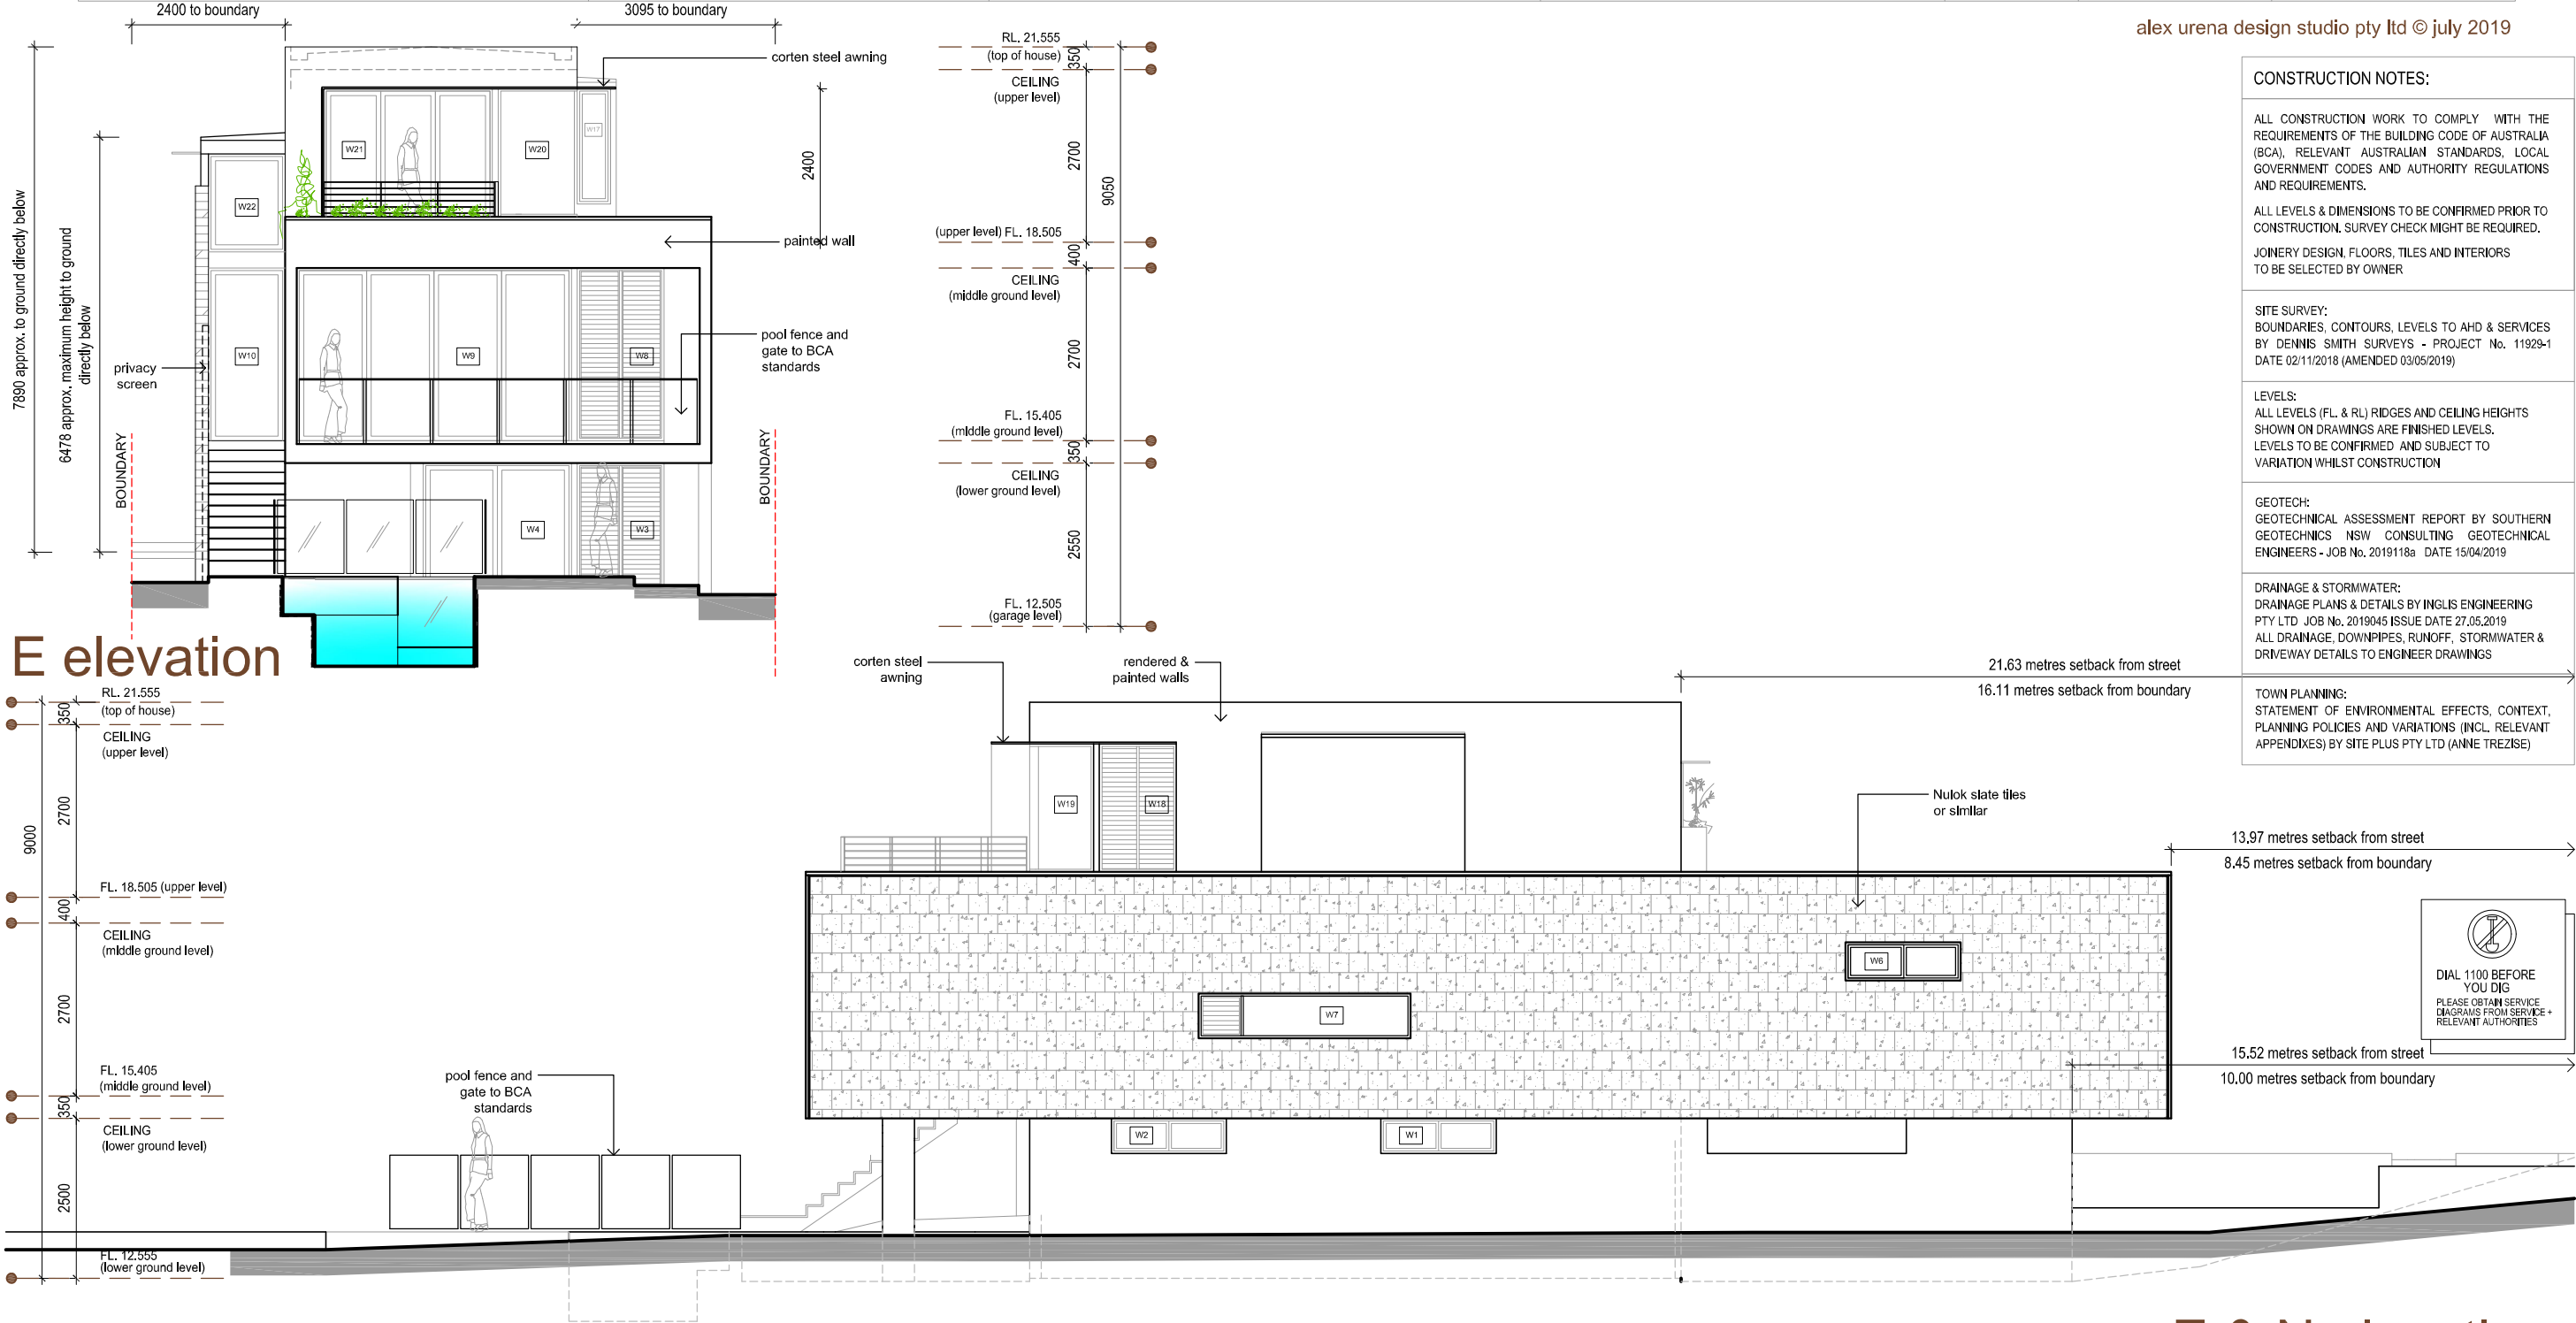 2400 to boundary
3095 to boundary
alex urena design studio pty ltd © july 2019
corten steel awning
7890 approx. to ground directly below
6478 approx. maximum height to ground
directly below
2400
W21
W20
W17
W22
painted wall
W10
W9
W8
pool fence and
gate to BCA
standards
privacy
screen
BOUNDARY
BOUNDARY
W4
W3
E elevation
RL. 21.555
(top of house)
350
CEILING
(upper level)
2700
9050
(upper level) FL. 18.505
400
CEILING
(middle ground level)
2700
FL. 15.405
(middle ground level)
350
CEILING
(lower ground level)
2550
FL. 12.505
(garage level)
CONSTRUCTION NOTES:
ALL CONSTRUCTION WORK TO COMPLY WITH THE
REQUIREMENTS OF THE BUILDING CODE OF AUSTRALIA
(BCA), RELEVANT AUSTRALIAN STANDARDS, LOCAL
GOVERNMENT CODES AND AUTHORITY REGULATIONS
AND REQUIREMENTS.
ALL LEVELS & DIMENSIONS TO BE CONFIRMED PRIOR TO
CONSTRUCTION. SURVEY CHECK MIGHT BE REQUIRED.
JOINERY DESIGN, FLOORS, TILES AND INTERIORS
TO BE SELECTED BY OWNER
SITE SURVEY:
BOUNDARIES, CONTOURS, LEVELS TO AHD & SERVICES
BY DENNIS SMITH SURVEYS - PROJECT No. 11929-1
DATE 02/11/2018 (AMENDED 03/05/2019)
LEVELS:
ALL LEVELS (FL. & RL) RIDGES AND CEILING HEIGHTS
SHOWN ON DRAWINGS ARE FINISHED LEVELS.
LEVELS TO BE CONFIRMED AND SUBJECT TO
VARIATION WHILST CONSTRUCTION
GEOTECH:
GEOTECHNICAL ASSESSMENT REPORT BY SOUTHERN
GEOTECHNICS NSW CONSULTING GEOTECHNICAL
ENGINEERS - JOB No. 2019118a DATE 15/04/2019
DRAINAGE & STORMWATER:
DRAINAGE PLANS & DETAILS BY INGLIS ENGINEERING
PTY LTD JOB No. 2019045 ISSUE DATE 27.05.2019
ALL DRAINAGE, DOWNPIPES, RUNOFF, STORMWATER &
DRIVEWAY DETAILS TO ENGINEER DRAWINGS
TOWN PLANNING:
STATEMENT OF ENVIRONMENTAL EFFECTS, CONTEXT,
PLANNING POLICIES AND VARIATIONS (INCL. RELEVANT
APPENDIXES) BY SITE PLUS PTY LTD (ANNE TREZISE)
RL. 21.555
(top of house)
350
CEILING
(upper level)
2700
9000
FL. 18.505 (upper level)
400
CEILING
(middle ground level)
2700
FL. 15.405
(middle ground level)
350
CEILING
(lower ground level)
2500
FL. 12.555
(lower ground level)
corten steel
awning
rendered &
painted walls
21.63 metres setback from street
16.11 metres setback from boundary
W19
W18
Nulok slate tiles
or similar
13.97 metres setback from street
8.45 metres setback from boundary
W6
W7
DIAL 1100 BEFORE
YOU DIG
PLEASE OBTAIN SERVICE
DIAGRAMS FROM SERVICE +
RELEVANT AUTHORITIES
15.52 metres setback from street
10.00 metres setback from boundary
pool fence and
gate to BCA
standards
W2
W1